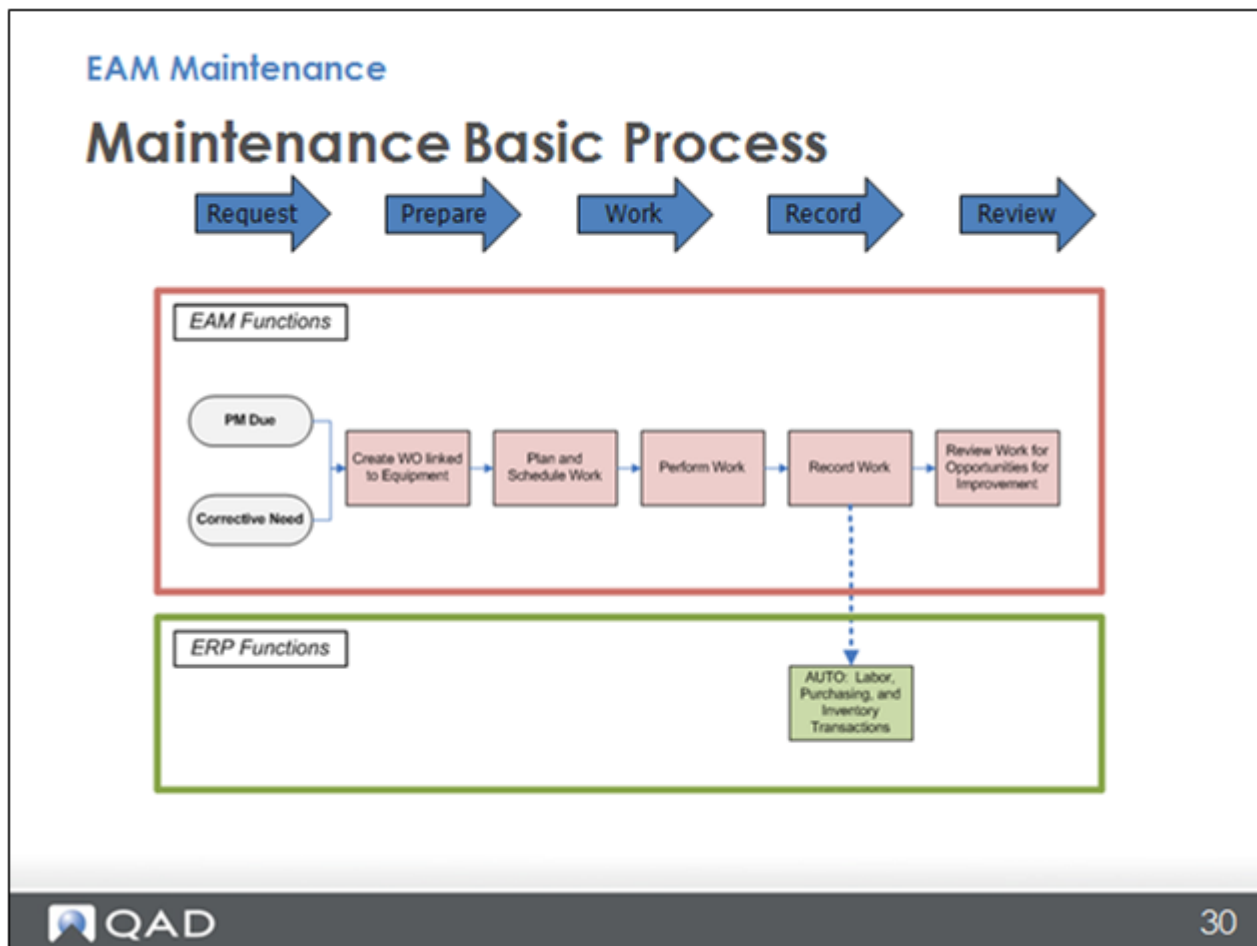 EAM Maintenance
Maintenance Basic Process
Request
Prepare
Work
Record
Review
EAM Functions
PM Due
Corrective Need
Create WO linked
to Equipment
Plan and
Schedule Work
Perform Work
Record Work
Review Work for
Opportunities for
Improvement
ERP Functions
AUTO: Labor,
Purchasing, and
Inventory
Transactions
QAD
30